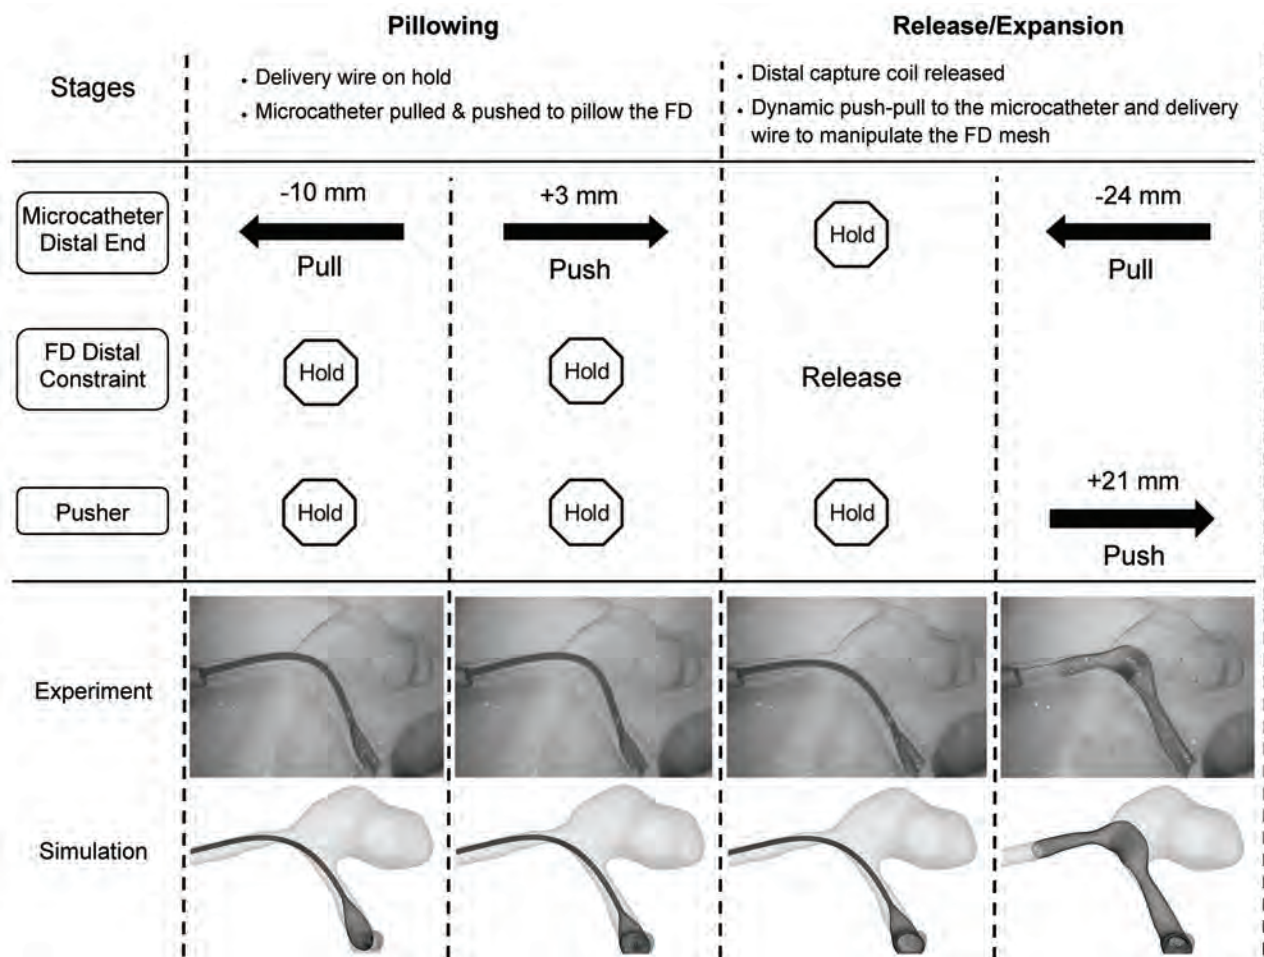 Pillowing
Release/Expansion
Stages
• Delivery wire on hold
• Microcatheter pulled & pushed to pillow the FD
• Distal capture coil released
• Dynamic push-pull to the microcatheter and delivery
wire to manipulate the FD mesh
Microcatheter
Distal End
-10 mm
Pull
+3 mm
Push
Hold
-24 mm
Pull
FD Distal
Constraint
Hold
Hold
Release
Pusher
Hold
Hold
Hold
+21 mm
Push
Experiment
Simulation